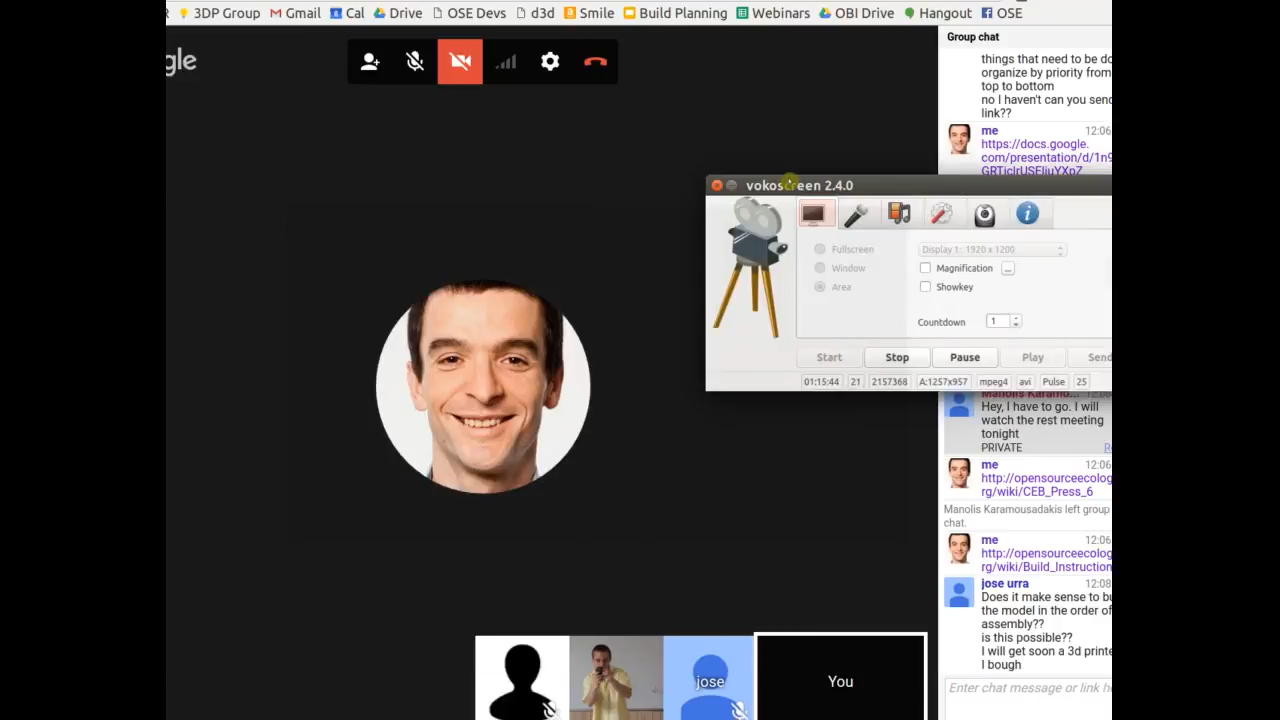 3DP Group Gmail Cal Drive OSE Devs d3d Smile Build Planning Webinars OBI Drive Hangout OSE
gle
Group chat
things that need to be do
organize by priority from
top to bottom
no I haven't can you send
link??
me 12:06
https://docs.google.
com/presentation/d/1n9
GRTjclrUSEIiuYXpZ
vokoscreen 2.4.0
Fullscreen
Window
Area
Display 1: 1920 x 1200
Magnification ...
Showkey
Countdown 1
Start Stop Pause Play Send
01:15:44 21 2157368 A:1257x957 mpeg4 avi Pulse 25
Manolis Karamo...
Hey, I have to go. I will
watch the rest meeting
tonight
PRIVATE
me 12:06
http://opensourceecolog
rg/wiki/CEB_Press_6
Manolis Karamousadakis left group
chat.
me 12:06
http://opensourceecolog
rg/wiki/Build_Instruction
jose urra 12:08
Does it make sense to bu
the model in the order of
assembly??
is this possible??
I will get soon a 3d printe
I bough
Enter chat message or link h
jose
You